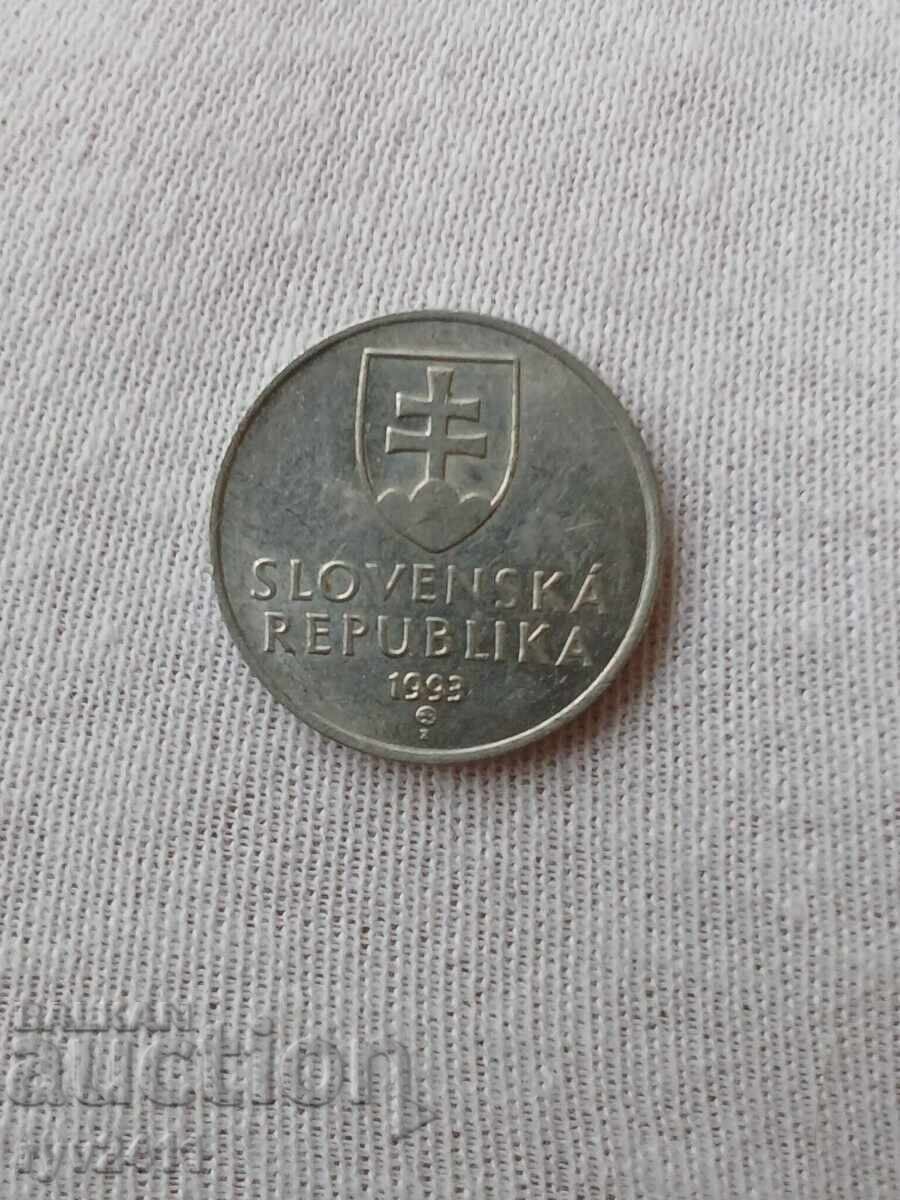 SLOVENSKÁ
REPUBLIKA
1993
BALKAN
auction